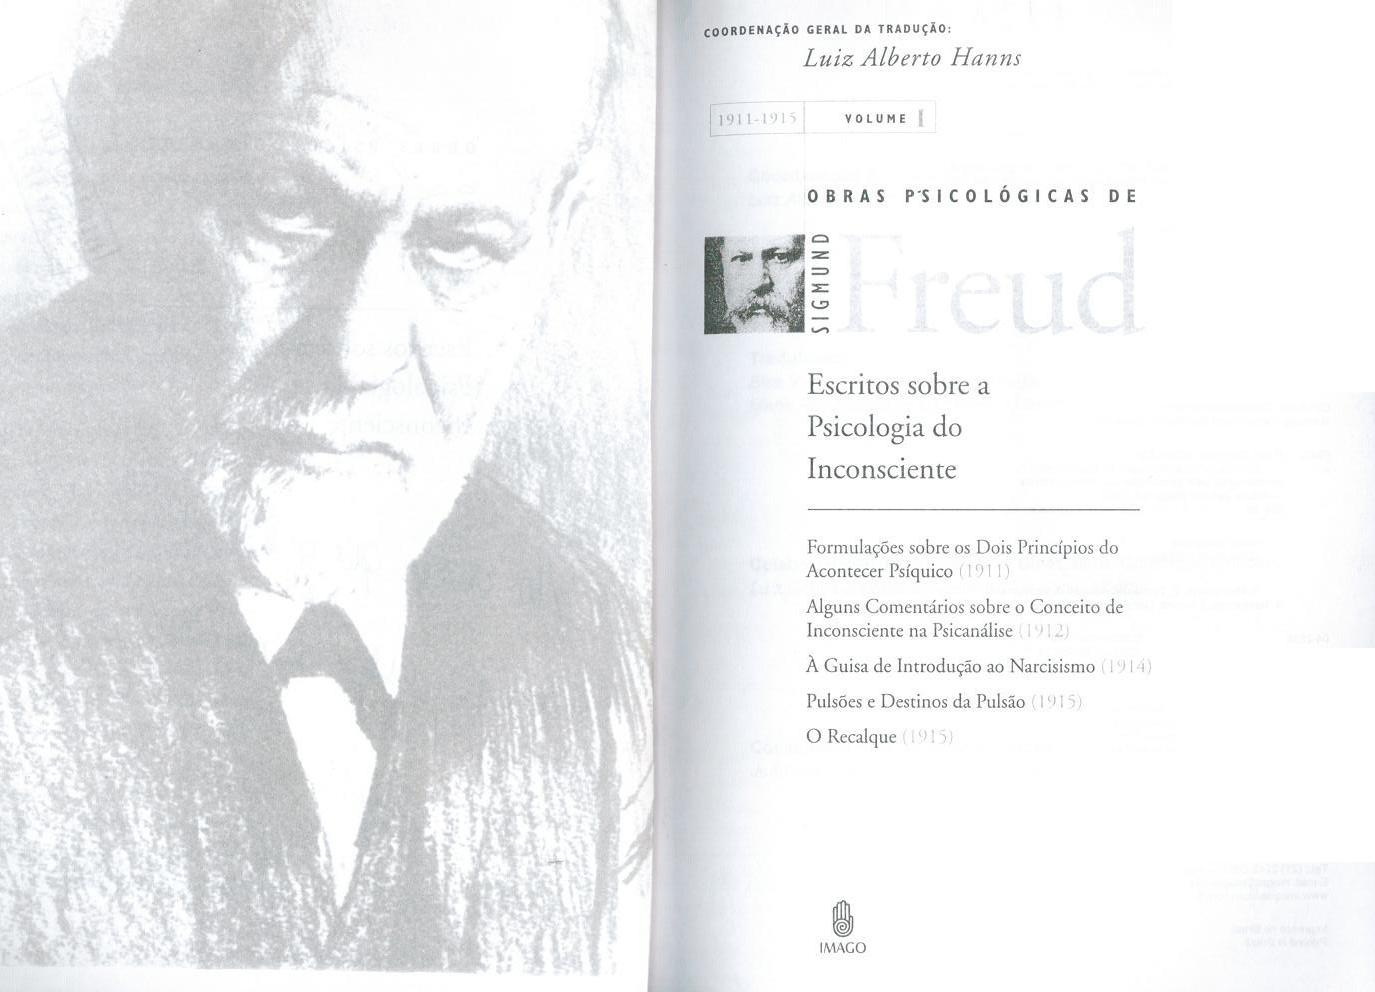 COORDENAÇÃO GERAL DA TRADUÇÃO:
Luiz Alberto Hanns
1911-1915 VOLUME 1
OBRAS PSICOLÓGICAS DE
SIGMUND
Freud
Escritos sobre a
Psicologia do
Inconsciente
Formulações sobre os Dois Princípios do
Acontecer Psíquico (1911)
Alguns Comentários sobre o Conceito de
Inconsciente na Psicanálise (1912)
À Guisa de Introdução ao Narcisismo (1914)
Pulsões e Destinos da Pulsão (1915)
O Recalque (1915)
IMAGO